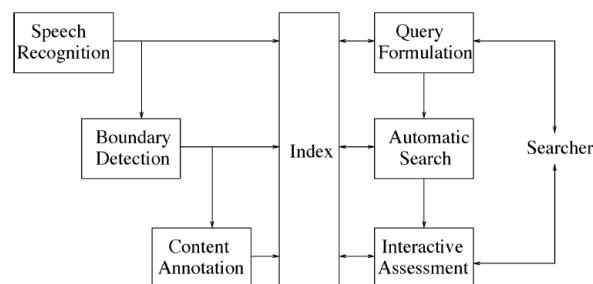 Speech
Recognition
Query
Formulation
Boundary
Detection
Index
Automatic
Search
Searcher
Content
Annotation
Interactive
Assessment